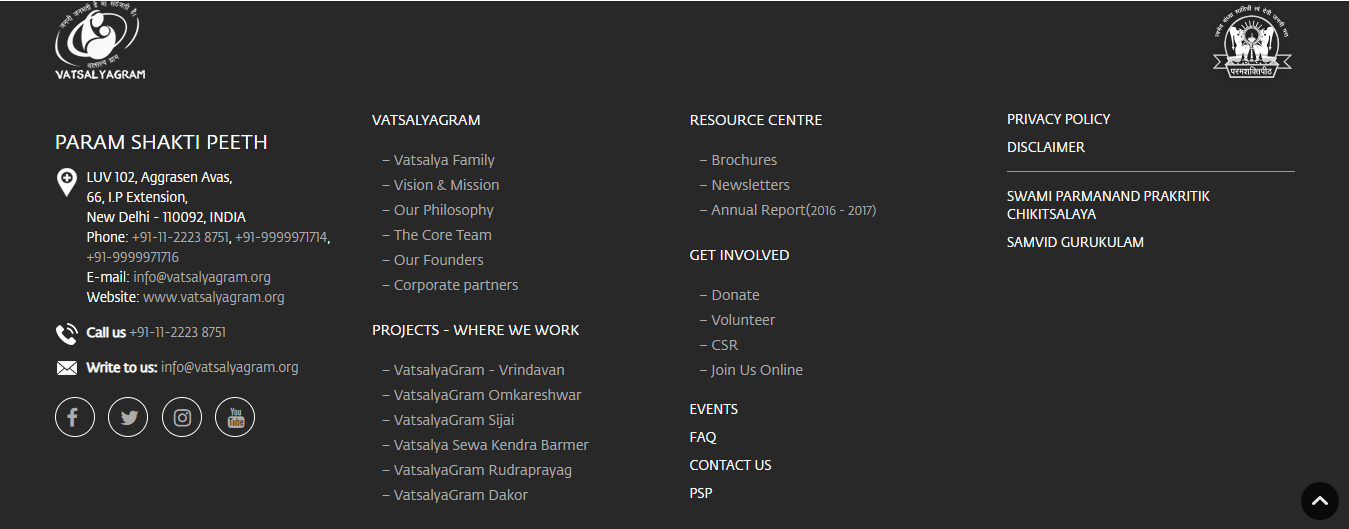 जननी जन्मभूमि है माँ
VATSALYAGRAM
परमशक्तिपीठ
PARAM SHAKTI PEETH
LUV 102, Aggrasen Avas,
66, I.P Extension,
New Delhi - 110092, INDIA
Phone: +91-11-2223 8751, +91-9999971714,
+91-9999971716
E-mail: info@vatsalyagram.org
Website: www.vatsalyagram.org
Call us +91-11-2223 8751
Write to us: info@vatsalyagram.org
You
Tube
VATSALYAGRAM
– Vatsalya Family
– Vision & Mission
– Our Philosophy
– The Core Team
– Our Founders
– Corporate partners
PROJECTS - WHERE WE WORK
– VatsalyaGram - Vrindavan
– VatsalyaGram Omkareshwar
– VatsalyaGram Sijai
– Vatsalya Sewa Kendra Barmer
– VatsalyaGram Rudraprayag
– VatsalyaGram Dakor
RESOURCE CENTRE
– Brochures
– Newsletters
– Annual Report(2016 - 2017)
GET INVOLVED
– Donate
– Volunteer
– CSR
– Join Us Online
EVENTS
FAQ
CONTACT US
PSP
PRIVACY POLICY
DISCLAIMER
SWAMI PARMANAND PRAKRITIK
CHIKITSALAYA
SAMVID GURUKULAM